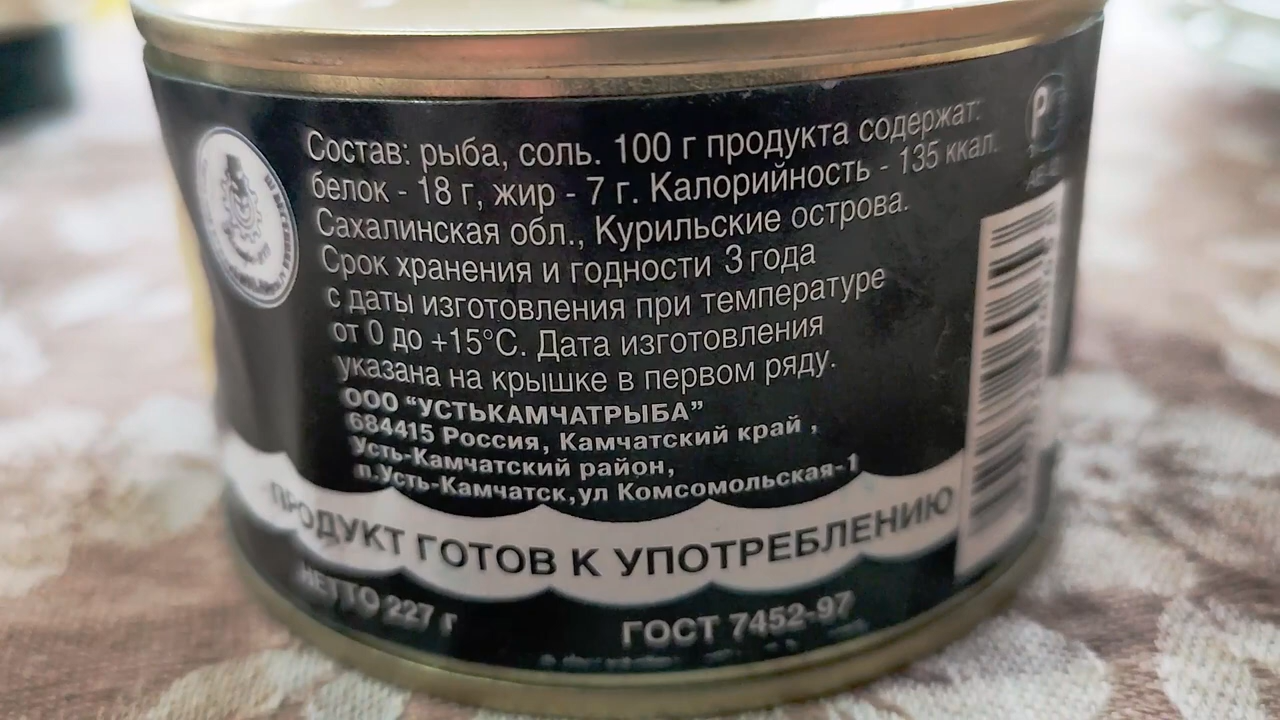 Состав: рыба, соль. 100 г продукта содержат:
белок - 18 г, жир - 7 г. Калорийность - 135 ккал.
Сахалинская обл., Курильские острова.
Срок хранения и годности 3 года
с даты изготовления при температуре
от 0 до +15°С. Дата изготовления
указана на крышке в первом ряду.
ООО “УСТЬКАМЧАТРЫБА”
684415 Россия, Камчатский край ,
Усть-Камчатский район,
п.Усть-Камчатск,ул Комсомольская-1
ПРОДУКТ ГОТОВ К УПОТРЕБЛЕНИЮ
НЕТТО 227 г
ГОСТ 7452-97